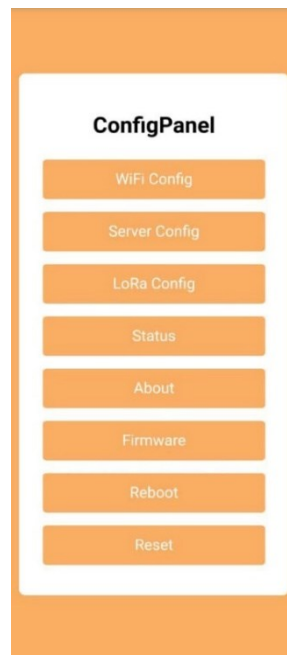 ConfigPanel
WiFi Config
Server Config
LoRa Config
Status
About
Firmware
Reboot
Reset